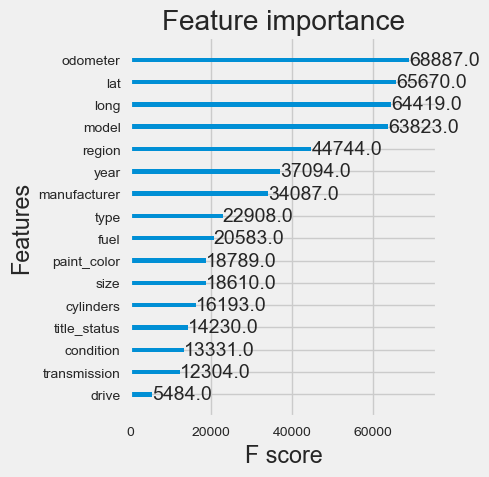 Feature importance
Features
odometer 68887.0
lat 65670.0
long 64419.0
model 63823.0
region 44744.0
year 37094.0
manufacturer 34087.0
type 22908.0
fuel 20583.0
paint_color 18789.0
size 18610.0
cylinders 16193.0
title_status 14230.0
condition 13331.0
transmission 12304.0
drive 5484.0
0 20000 40000 60000
F score